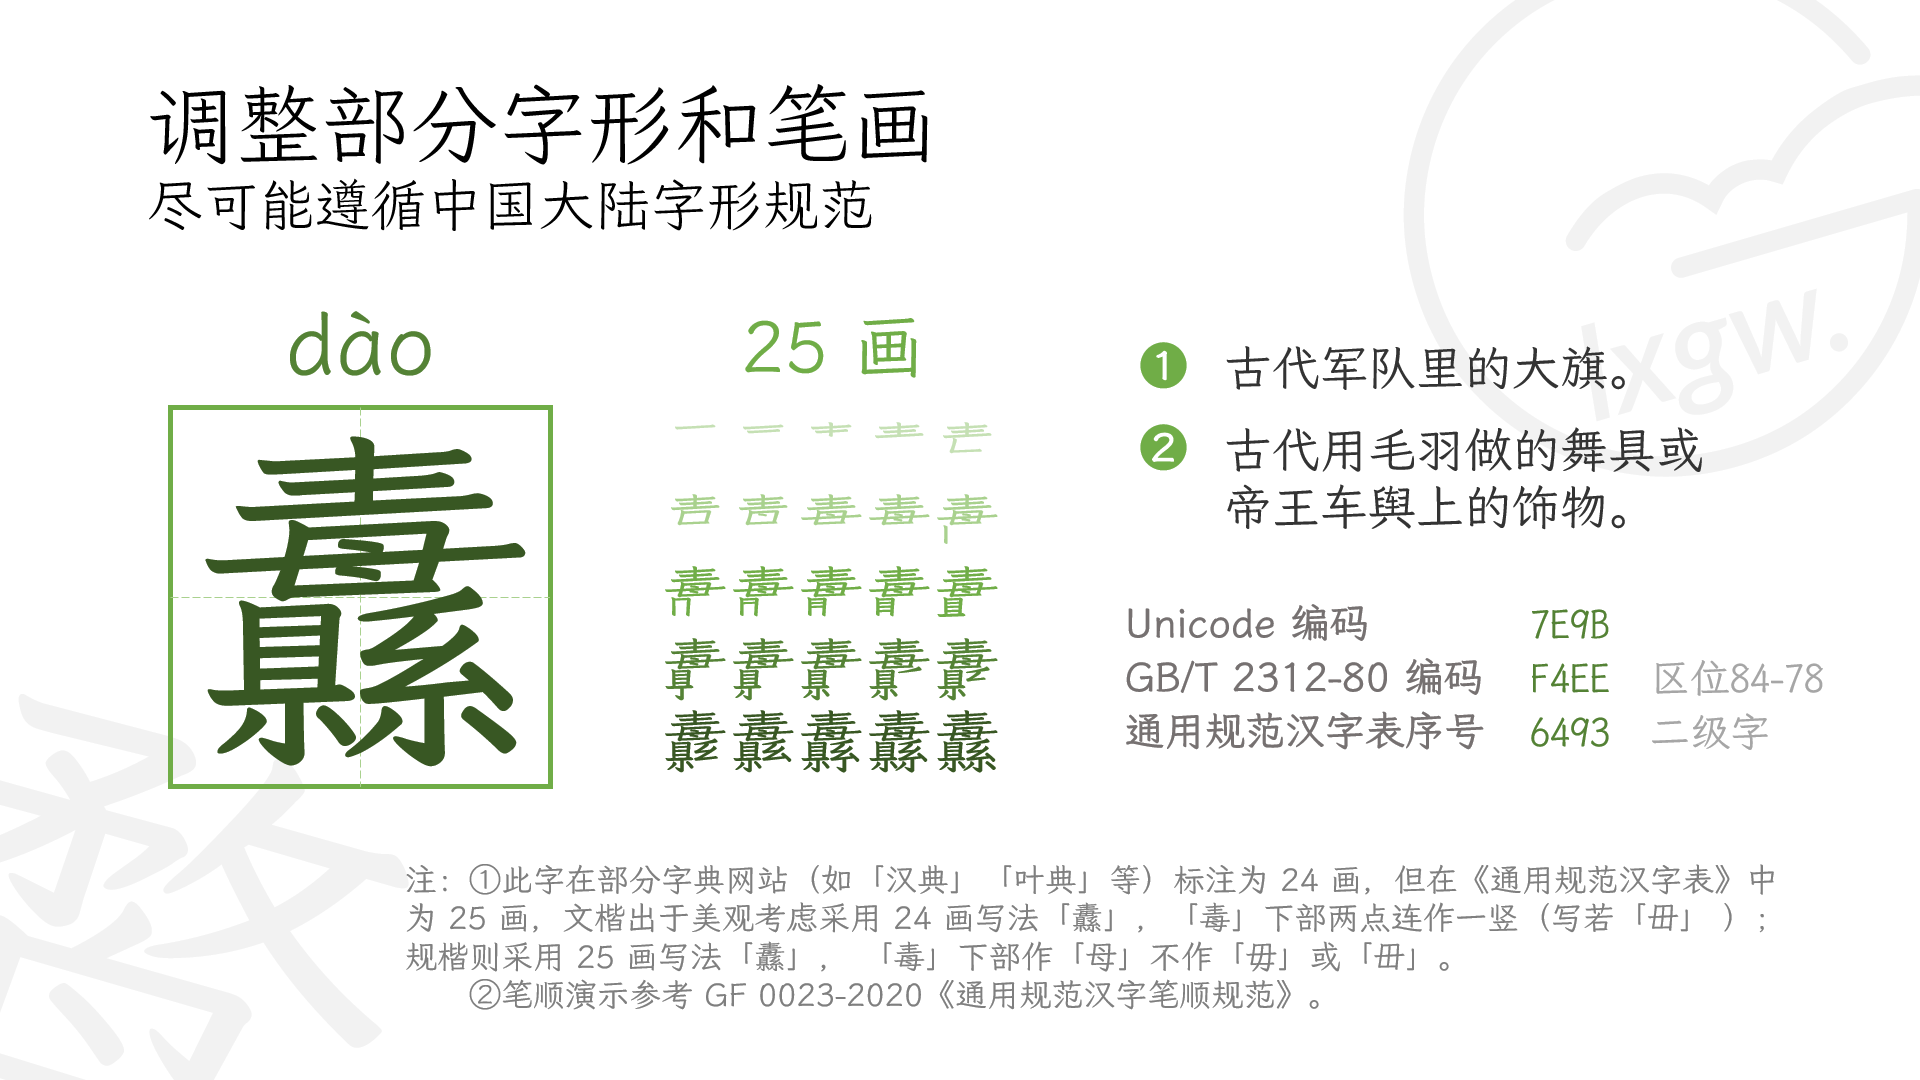 调整部分字形和笔画
尽可能遵循中国大陆字形规范
dào
纛
25 画
❶ 古代军队里的大旗。
❷ 古代用毛羽做的舞具或
帝王车舆上的饰物。
Unicode 编码 7E9B
GB/T 2312-80 编码 F4EE 区位84-78
通用规范汉字表序号 6493 二级字
lxgw.
注：①此字在部分字典网站（如「汉典」「叶典」等）标注为 24 画，但在《通用规范汉字表》中
为 25 画，文楷出于美观考虑采用 24 画写法「纛」，「毒」下部两点连作一竖（写若「毌」）；
规楷则采用 25 画写法「纛」，「毒」下部作「母」不作「毋」或「毌」。
②笔顺演示参考 GF 0023-2020《通用规范汉字笔顺规范》。